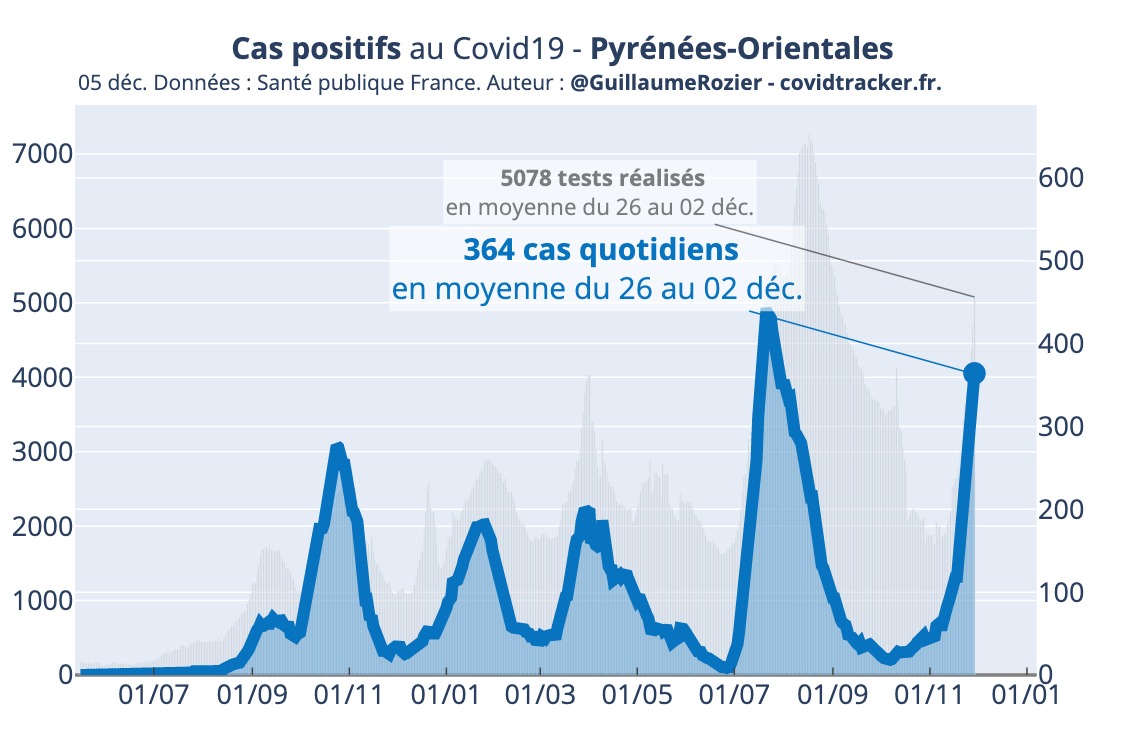 Cas positifs au Covid19 - Pyrénées-Orientales
05 déc. Données : Santé publique France. Auteur : @GuillaumeRozier - covidtracker.fr.
7000
6000
5000
4000
3000
2000
1000
0
5078 tests réalisés
en moyenne du 26 au 02 déc.
364 cas quotidiens
en moyenne du 26 au 02 déc.
600
500
400
300
200
100
0
01/07 01/09 01/11 01/01 01/03 01/05 01/07 01/09 01/11 01/01